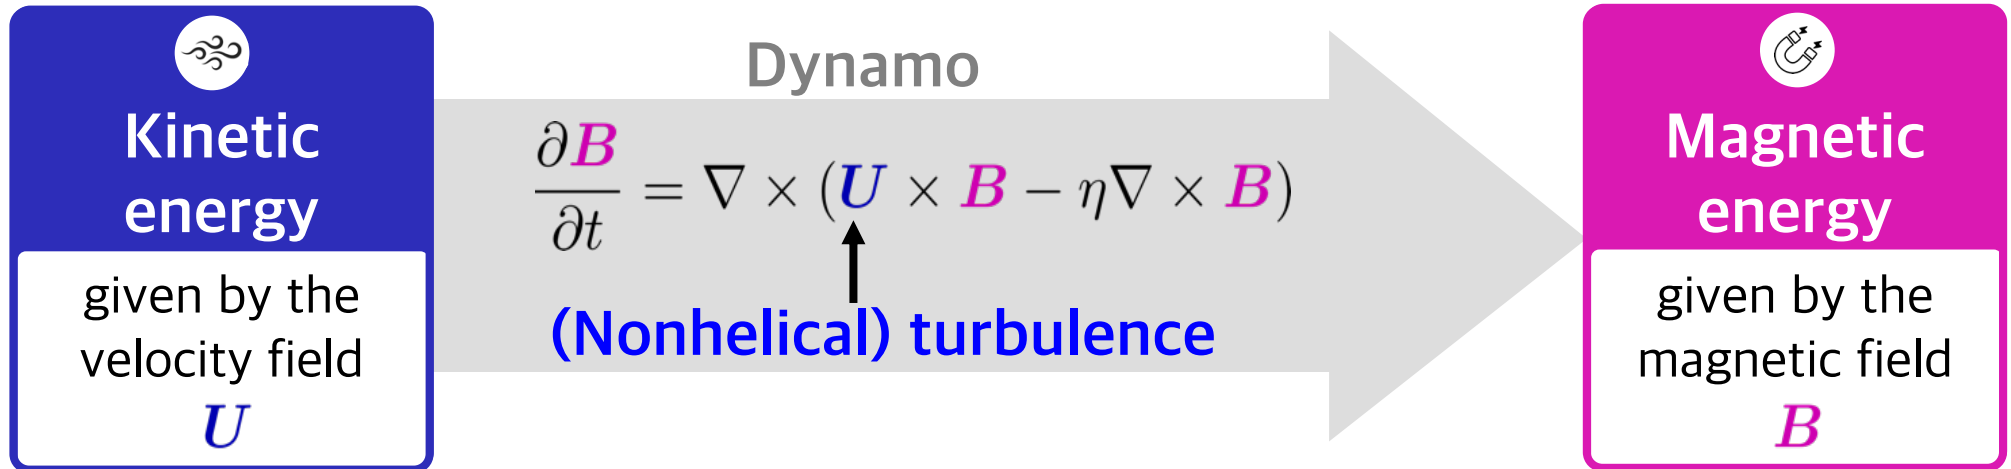 Kinetic
energy
given by the
velocity field
U
Dynamo
∂B/∂t = ∇ × (U × B − η∇ × B)
(Nonhelical) turbulence
Magnetic
energy
given by the
magnetic field
B